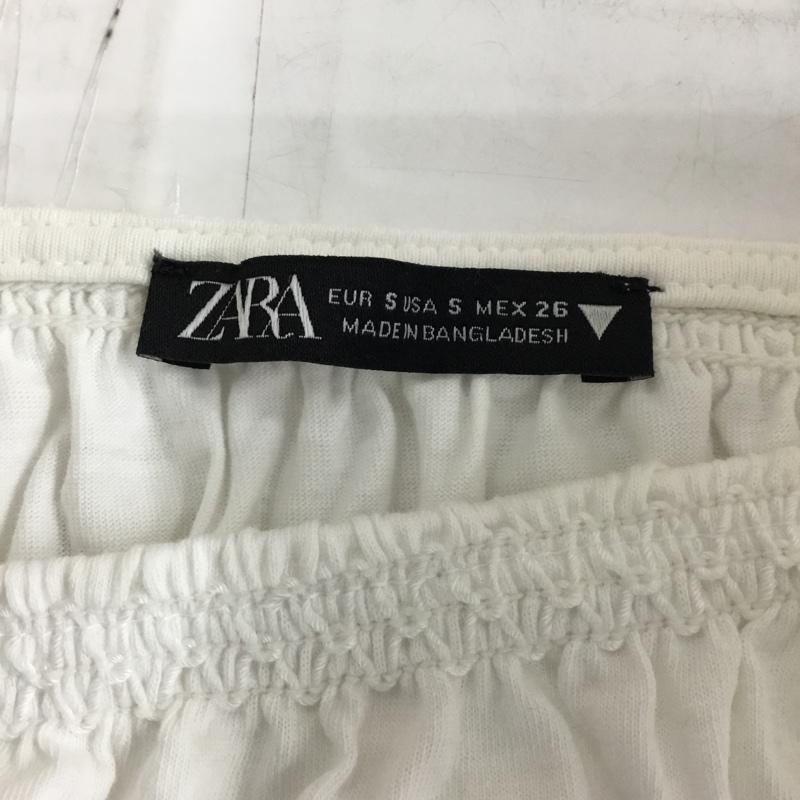 ZARA
EUR S USA S MEX 26
MADE IN BANGLADESH